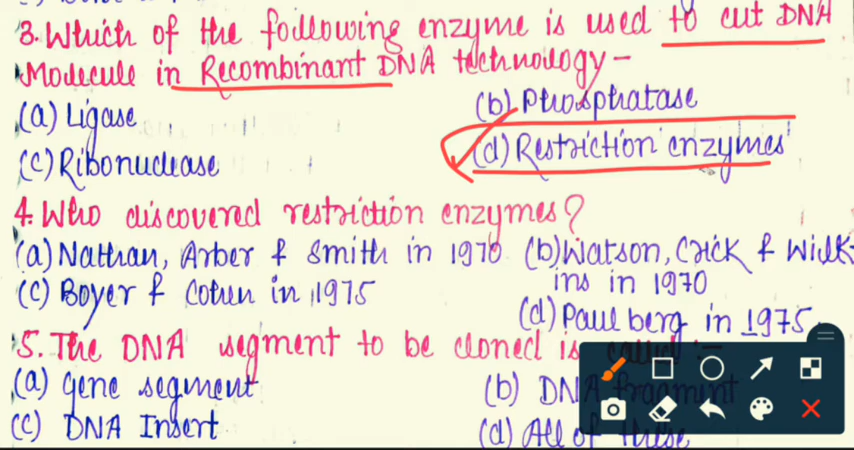 3. Which of the following enzyme is used to cut DNA
Molecule in Recombinant DNA technology -
(a) Ligase
(b) Phosphatase
(c) Ribonuclease
(d) Restriction enzymes
4. Who discovered restriction enzymes?
(a) Nathan, Arber & Smith in 1970 (b) Watson, Crick & Wilk-
ins in 1970
(c) Boyer & Cohen in 1975
(d) Paul berg in 1975
5. The DNA segment to be cloned is called :-
(a) gene segment
(b) DNA fragment
(c) DNA Insert
(d) All of these